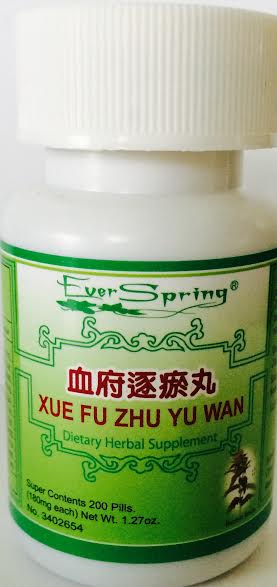 EverSpring®
血府逐瘀丸
XUE FU ZHU YU WAN
Dietary Herbal Supplement
Super Contents 200 Pills.
(180mg each) Net Wt. 1.27oz.
No. 3402654